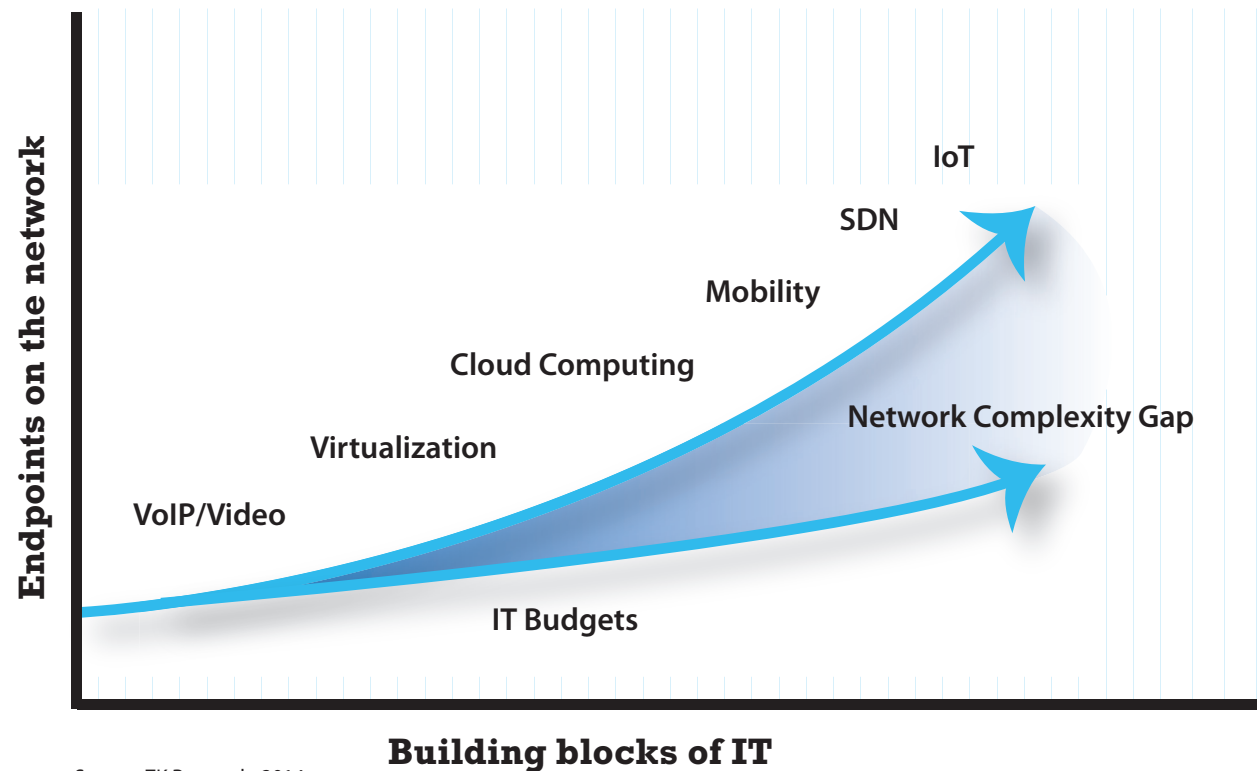 Endpoints on the network
IoT
SDN
Mobility
Cloud Computing
Network Complexity Gap
Virtualization
VoIP/Video
IT Budgets
Building blocks of IT